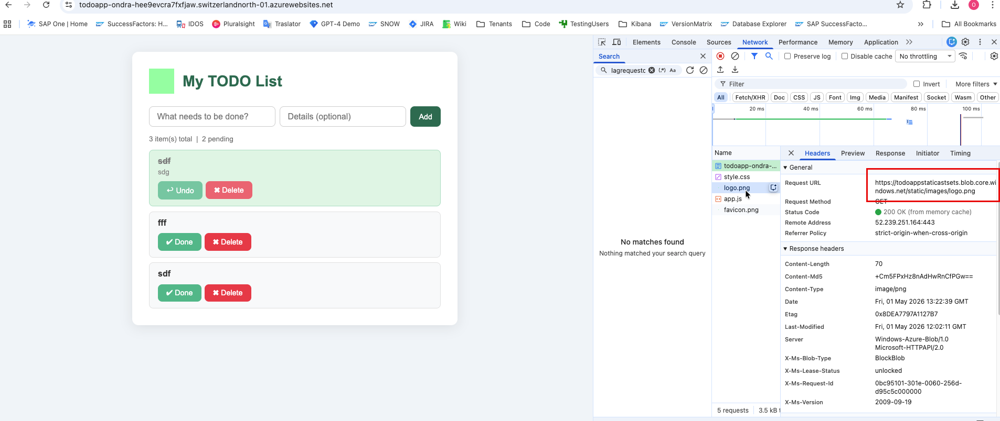 todoapp-ondra-hee9evcra7fxfjaw.switzerlandnorth-01.azurewebsites.net
O
SAP One | Home
SuccessFactors: H...
IDOS
Pluralsight
Traslator
GPT-4 Demo
SNOW
JIRA
Wiki
Tenants
Code
TestingUsers
Kibana
VersionMatrix
Database Explorer
SAP SuccessFacto...
All Bookmarks
My TODO List
What needs to be done?
Details (optional)
Add
3 item(s) total | 2 pending
sdf
sdg
↩ Undo
✖ Delete
fff
✔ Done
✖ Delete
sdf
✔ Done
✖ Delete
Elements
Console
Sources
Network
Performance
Memory
Application
Search
lagrequestc
(.*)
Aa
No matches found
Nothing matched your search query
Preserve log
Disable cache
No throttling
Filter
Invert
More filters
All
Fetch/XHR
Doc
CSS
JS
Font
Img
Media
Manifest
Socket
Wasm
Other
20 ms
40 ms
60 ms
80 ms
100 ms
Name
todoapp-ondra-...
style.css
logo.png
app.js
favicon.png
5 requests
3.5 kB t
Headers
Preview
Response
Initiator
Timing
General
Request URL
https://todoappstaticastsets.blob.core.wi
ndows.net/static/images/logo.png
Request Method
GET
Status Code
200 OK (from memory cache)
Remote Address
52.239.251.164:443
Referrer Policy
strict-origin-when-cross-origin
Response headers
Content-Length
70
Content-Md5
+Cm5FPxHz8nAdHwRnCfPGw==
Content-Type
image/png
Date
Fri, 01 May 2026 13:22:39 GMT
Etag
0x8DEA7797A1127B7
Last-Modified
Fri, 01 May 2026 12:02:11 GMT
Server
Windows-Azure-Blob/1.0
Microsoft-HTTPAPI/2.0
X-Ms-Blob-Type
BlockBlob
X-Ms-Lease-Status
unlocked
X-Ms-Request-Id
0bc95101-301e-0060-256d-
d95c5c000000
X-Ms-Version
2009-09-19